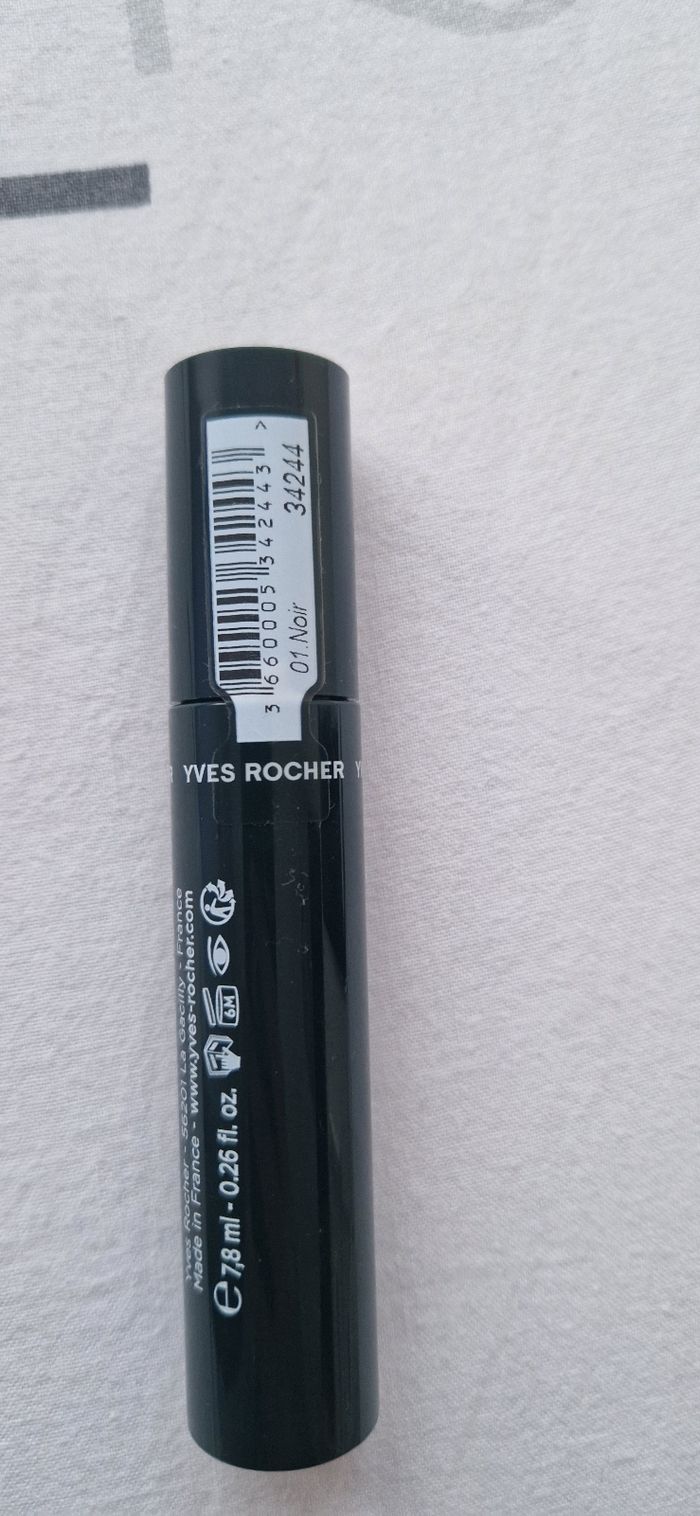 3 660005 342443 >
01.Noir 34244
YVES ROCHER
Yves Rocher - 56201 La Gacilly - France
Made in France - www.yves-rocher.com
6M
e 7,8 ml - 0.26 fl. oz.